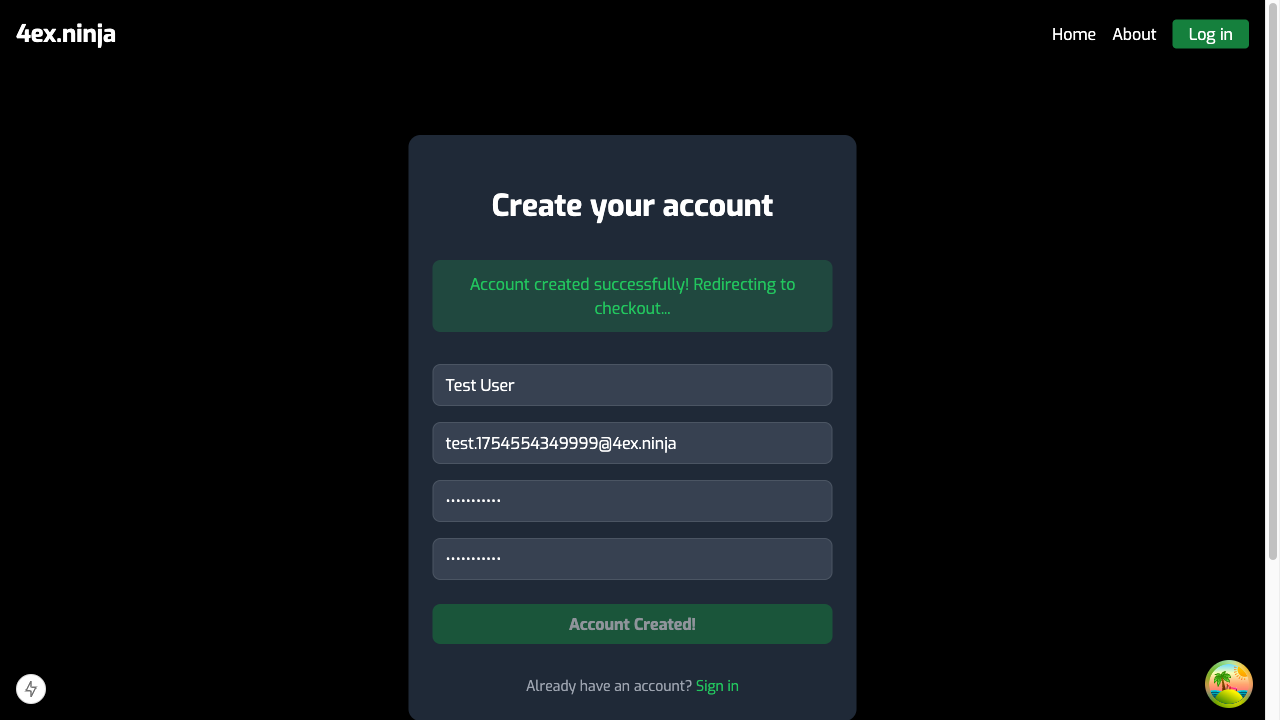 4ex.ninja
Home
About
Log in
Create your account
Account created successfully! Redirecting to
checkout...
Test User
test.1754554349999@4ex.ninja
•••••••••••
•••••••••••
Account Created!
Already have an account? Sign in